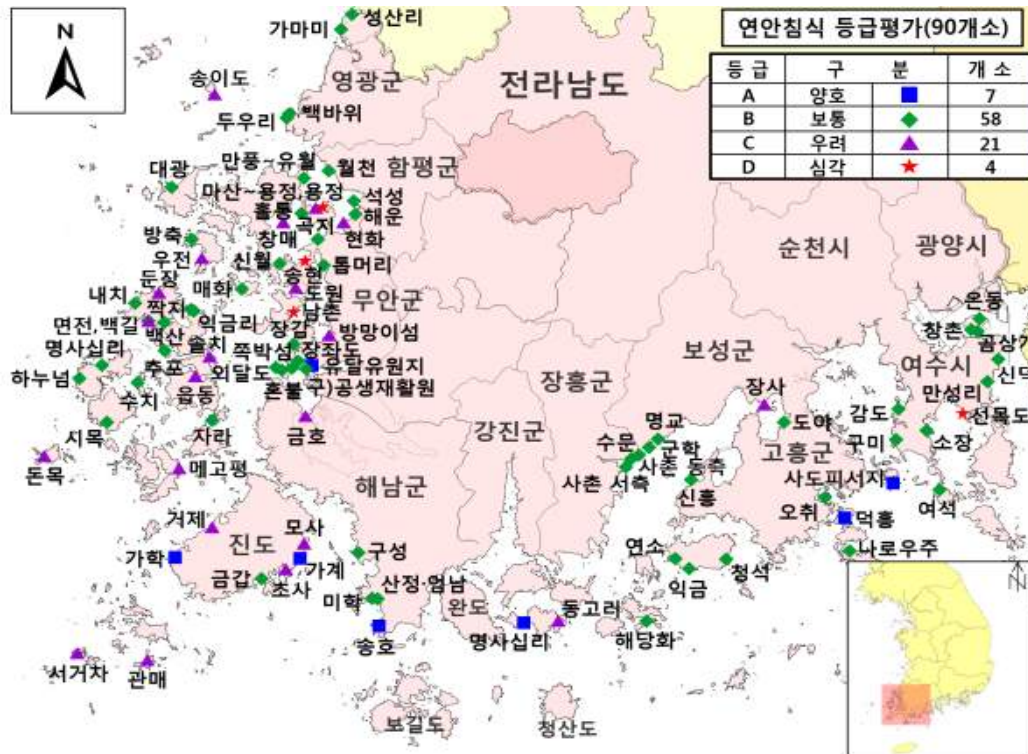 N
연안침식 등급평가(90개소)
등 급 구 분 개 소
A 양호 7
B 보통 58
C 우려 21
D 심각 4
성산리
가마미
영광군
전라남도
송이도
두우리
백바위
만풍~유월
월천
함평군
대광
마산~용정,용정
석성
홀통
곡지
해운
창매
현화
방축
우전
신월
송현
톱머리
순천시
광양시
둔장
매화
도원
무안군
내치
짝지
익금리
남촌
온동
면전,백길
백산
장감
방망이섬
창촌
명사십리
솔치
쪽박섬
장좌도
보성군
여수시
신덕
하누넘
추포
외달도
유달유원지
장흥군
만성리
수치
읍동
혼불
구)공생재활원
장사
감도
선목도
지목
자라
금호
강진군
명교
도야
구미
소장
수문
군학
고흥군
돈목
메고평
해남군
사촌 동측
사촌 서측
신흥
사도피서지
여석
오취
덕흥
거제
모사
진도
가학
가계
구성
연소
나로우주
금갑
초사
산정·엄남
익금
청석
미학
완도
동고러
송호
명사십리
해당화
서거차
관매
보길도
청산도
N